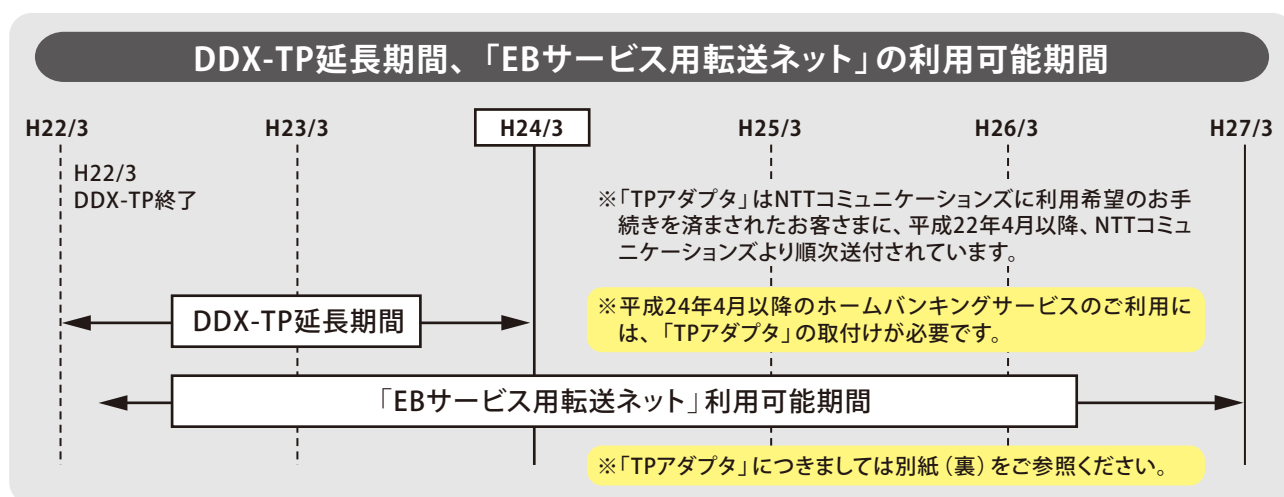 DDX-TP延長期間、「EBサービス用転送ネット」の利用可能期間
H22/3 H23/3 H24/3 H25/3 H26/3 H27/3
H22/3
DDX-TP終了
※「TPアダプタ」はNTTコミュニケーションズに利用希望のお手
続きを済まされたお客さまに、平成22年4月以降、NTTコミュ
ニケーションズより順次送付されています。
DDX-TP延長期間
※平成24年4月以降のホームバンキングサービスのご利用に
は、「TPアダプタ」の取付けが必要です。
「EBサービス用転送ネット」利用可能期間
※「TPアダプタ」につきましては別紙（裏）をご参照ください。